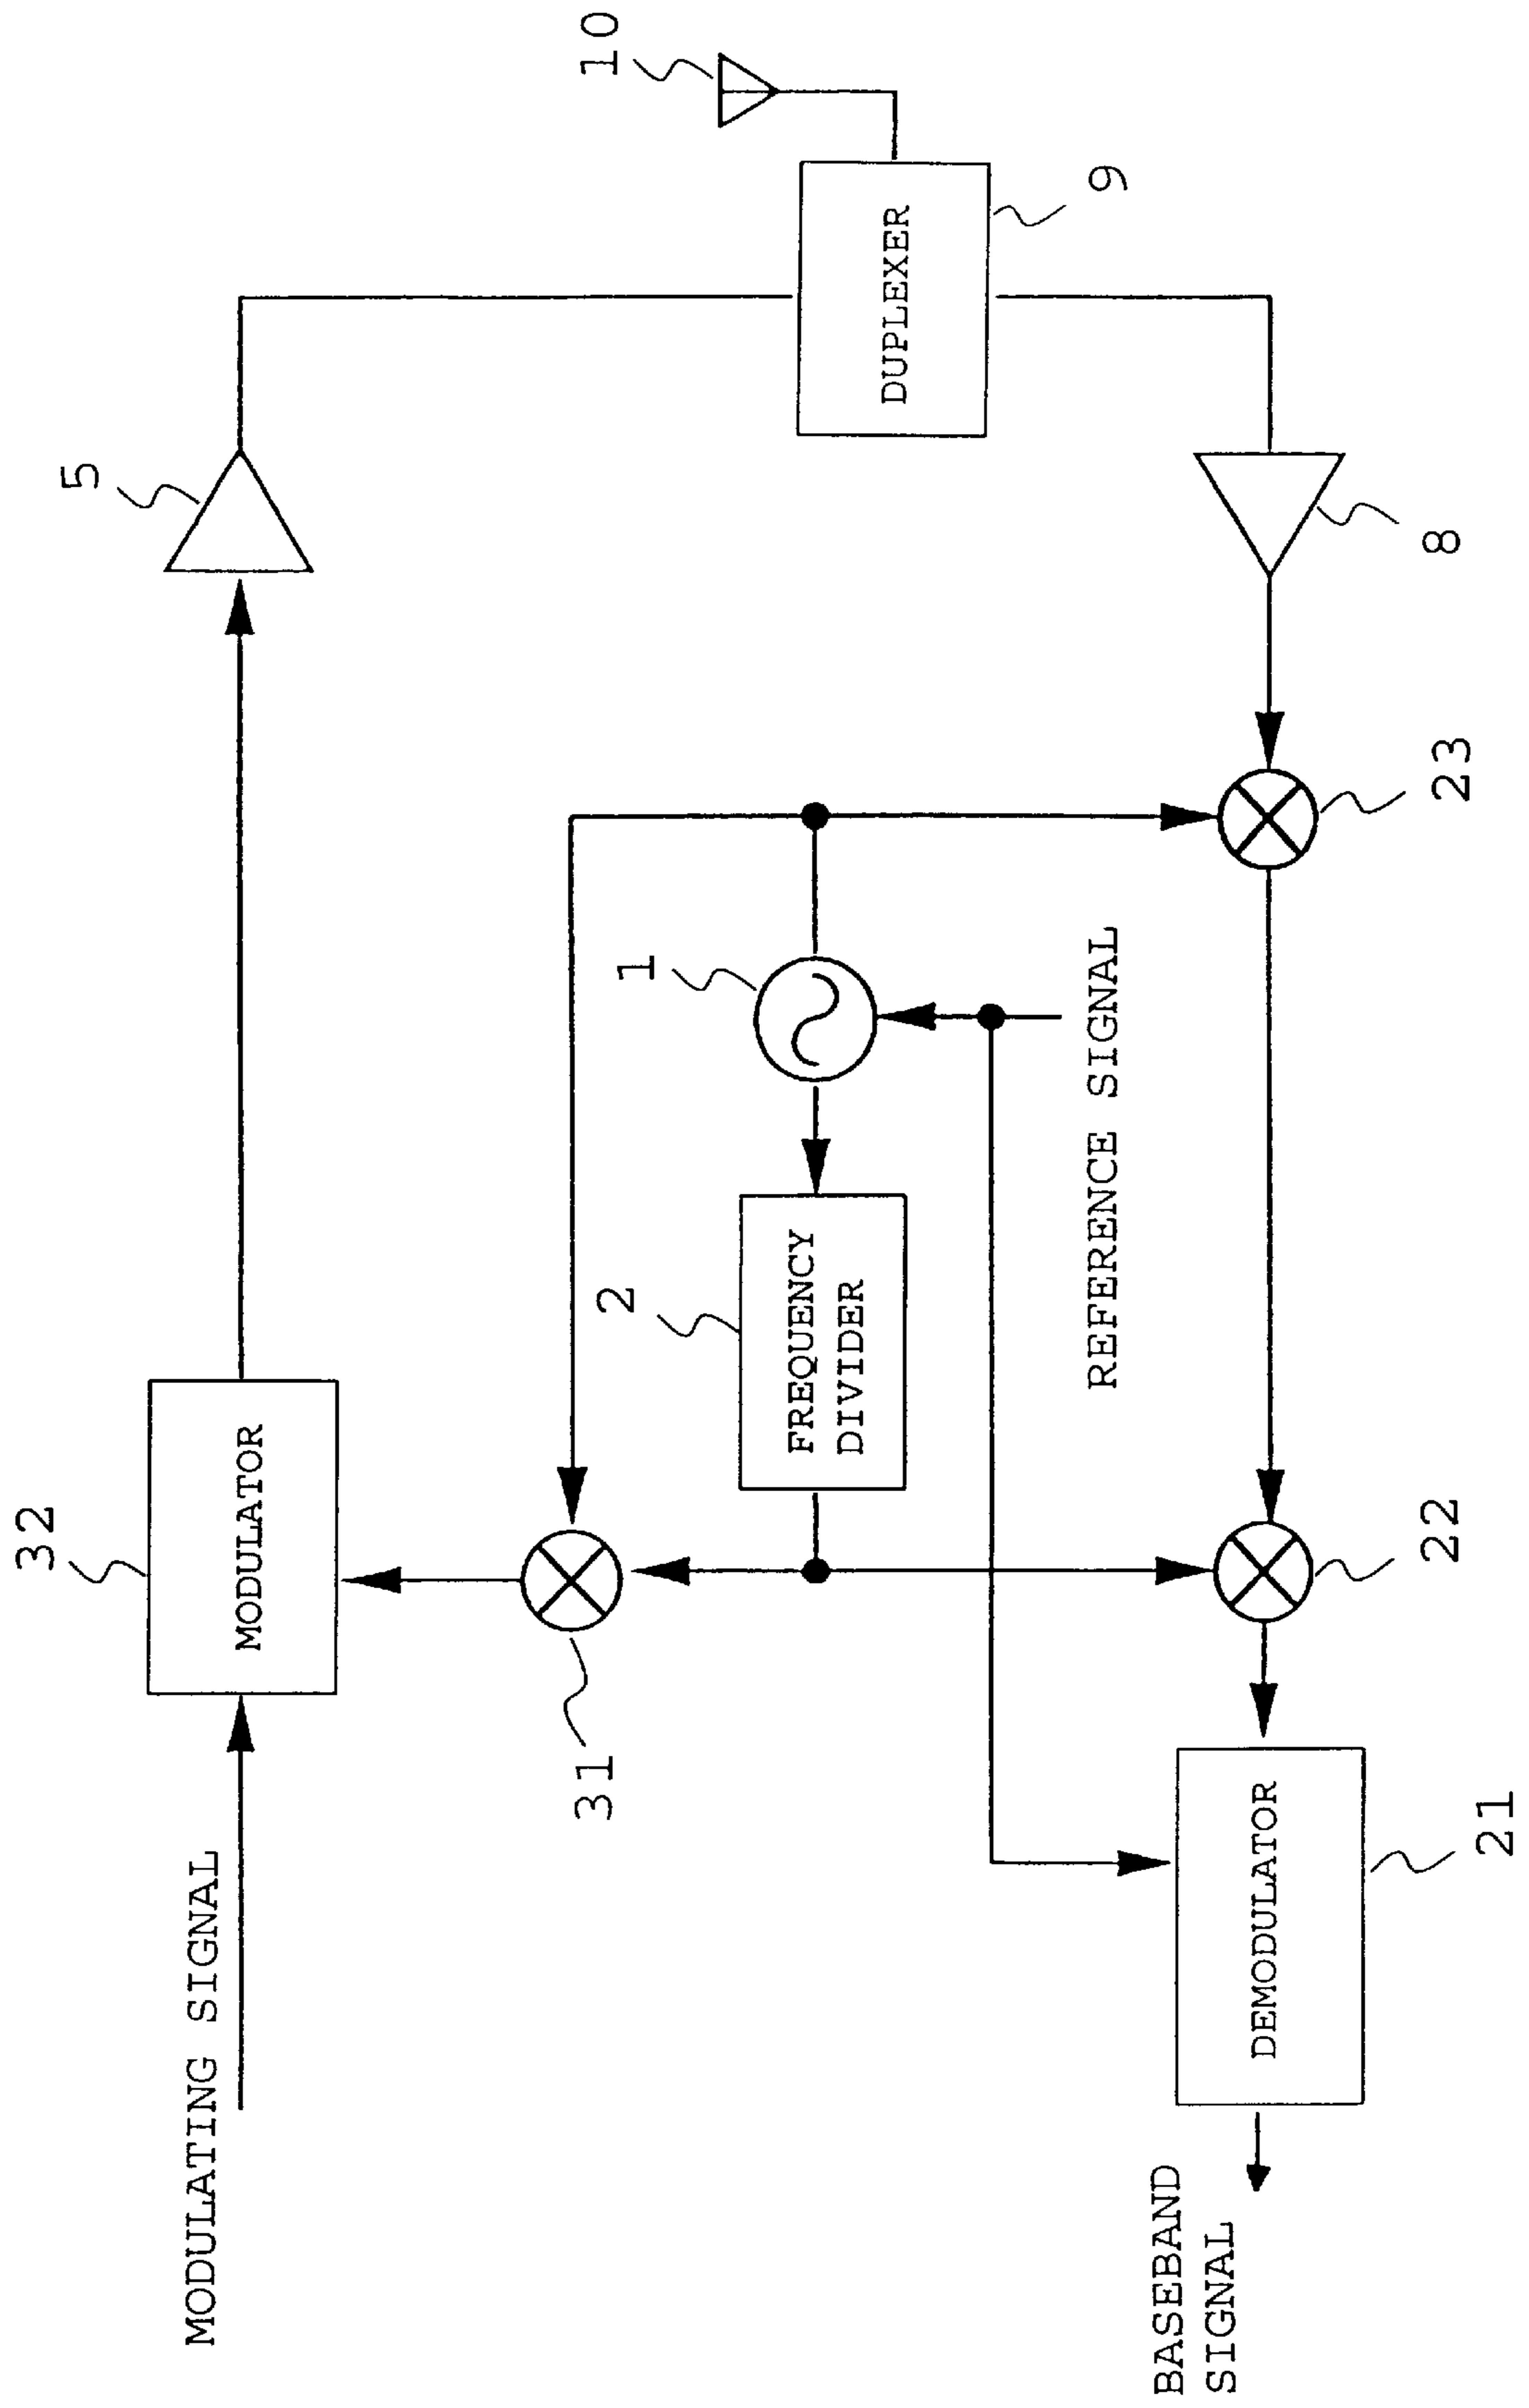 MODULATING SIGNAL
32
MODULATOR
5
31
2
FREQUENCY
DIVIDER
1
10
DUPLEXER
9
REFERENCE SIGNAL
BASEBAND
SIGNAL
DEMODULATOR
21
22
23
8